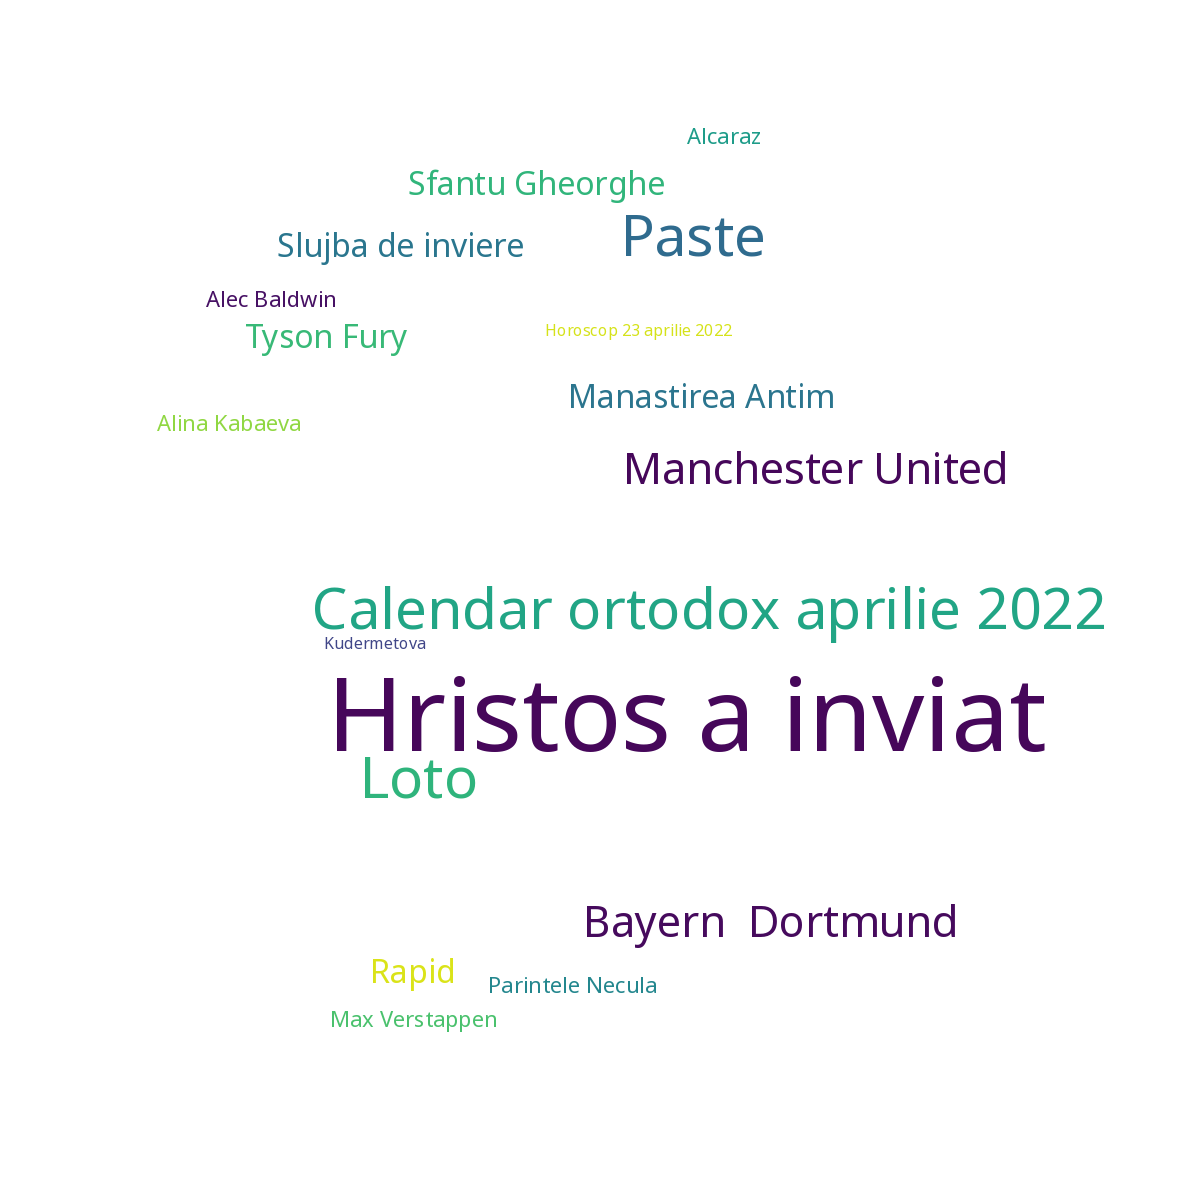 Alcaraz
Sfantu Gheorghe
Paste
Slujba de inviere
Alec Baldwin
Tyson Fury
Horoscop 23 aprilie 2022
Manastirea Antim
Alina Kabaeva
Manchester United
Calendar ortodox aprilie 2022
Kudermetova
Hristos a inviat
Loto
Bayern  Dortmund
Rapid
Parintele Necula
Max Verstappen